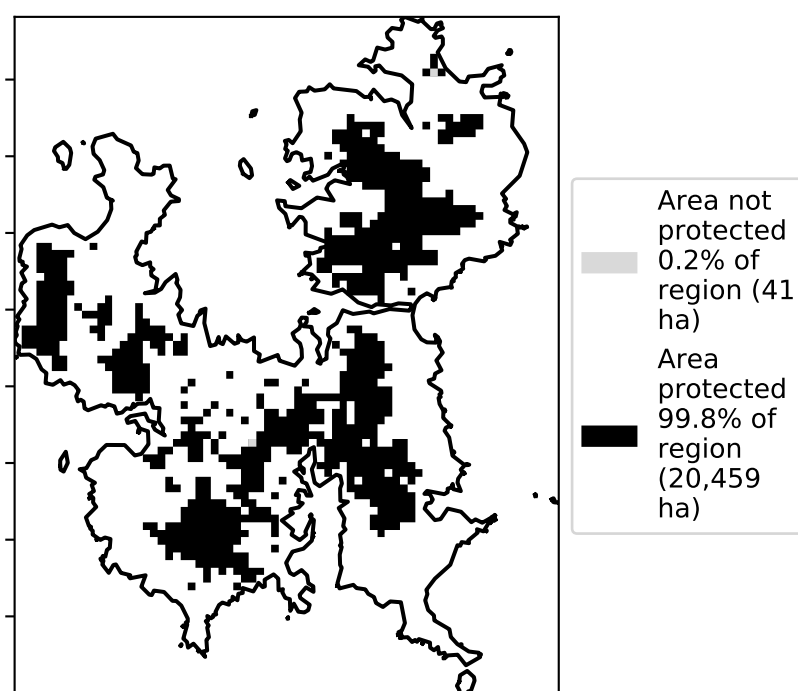 Area not
protected
0.2% of
region (41
ha)
Area
protected
99.8% of
region
(20,459
ha)